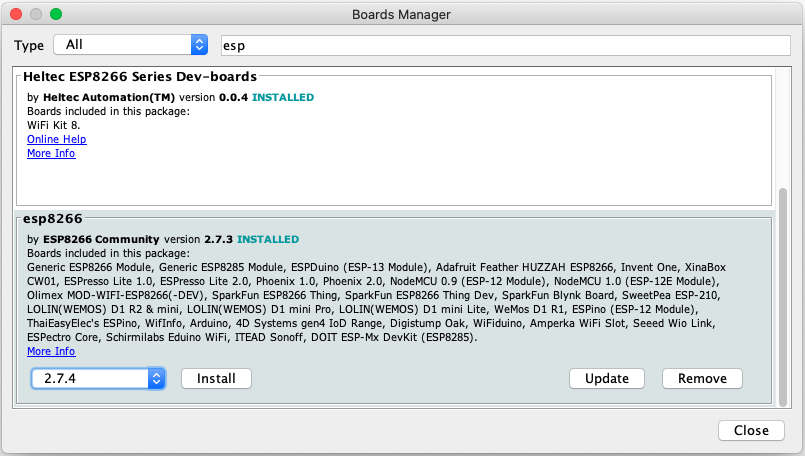 Boards Manager
Type All esp
Heltec ESP8266 Series Dev-boards
by Heltec Automation(TM) version 0.0.4 INSTALLED
Boards included in this package:
WiFi Kit 8.
Online Help
More Info
esp8266
by ESP8266 Community version 2.7.3 INSTALLED
Boards included in this package:
Generic ESP8266 Module, Generic ESP8285 Module, ESPDuino (ESP-13 Module), Adafruit Feather HUZZAH ESP8266, Invent One, XinaBox
CW01, ESPresso Lite 1.0, ESPresso Lite 2.0, Phoenix 1.0, Phoenix 2.0, NodeMCU 0.9 (ESP-12 Module), NodeMCU 1.0 (ESP-12E Module),
Olimex MOD-WIFI-ESP8266(-DEV), SparkFun ESP8266 Thing, SparkFun ESP8266 Thing Dev, SparkFun Blynk Board, SweetPea ESP-210,
LOLIN(WEMOS) D1 R2 & mini, LOLIN(WEMOS) D1 mini Pro, LOLIN(WEMOS) D1 mini Lite, WeMos D1 R1, ESPino (ESP-12 Module),
ThaiEasyElec's ESPino, WifInfo, Arduino, 4D Systems gen4 IoD Range, Digistump Oak, WiFiduino, Amperka WiFi Slot, Seeed Wio Link,
ESPectro Core, Schirmilabs Eduino WiFi, ITEAD Sonoff, DOIT ESP-Mx DevKit (ESP8285).
More Info
2.7.4 Install Update Remove
Close